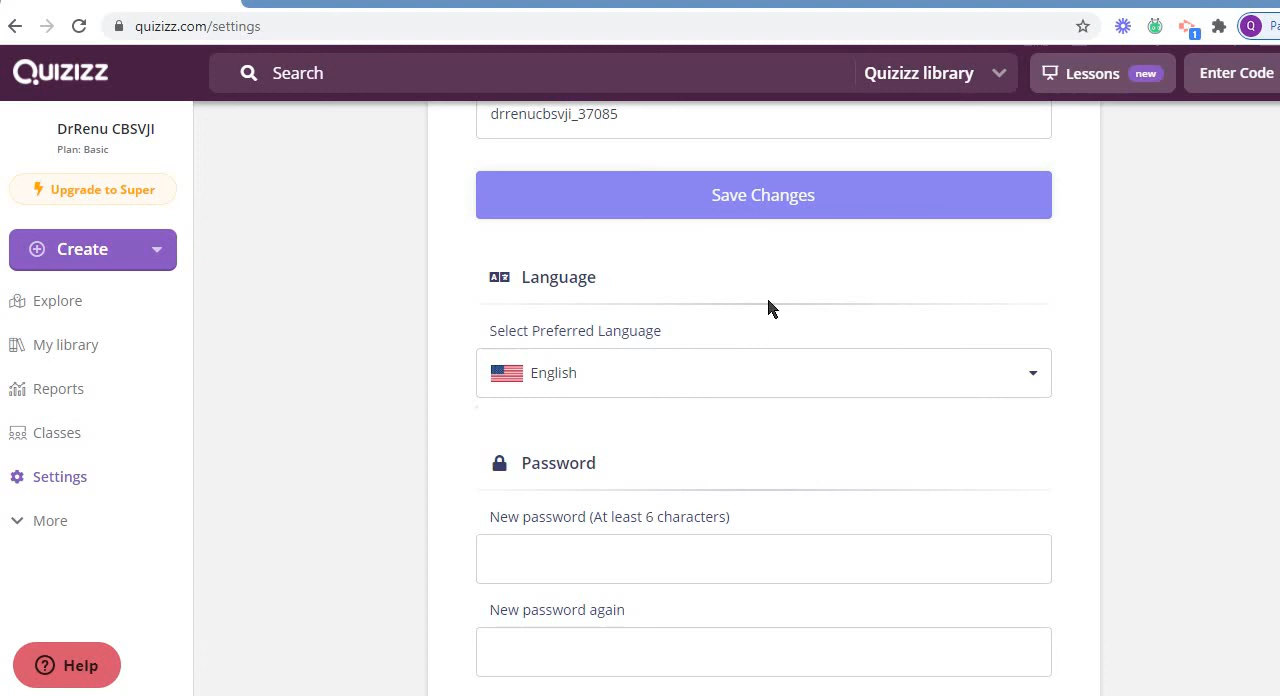 quizizz.com/settings
1
Q
QUIZIZZ
Search
Quizizz library
Lessons new
Enter Code
DrRenu CBSVJI
Plan: Basic
Upgrade to Super
Create
Explore
My library
Reports
Classes
Settings
More
Help
drrenucbsvji_37085
Save Changes
Language
Select Preferred Language
English
Password
New password (At least 6 characters)
New password again